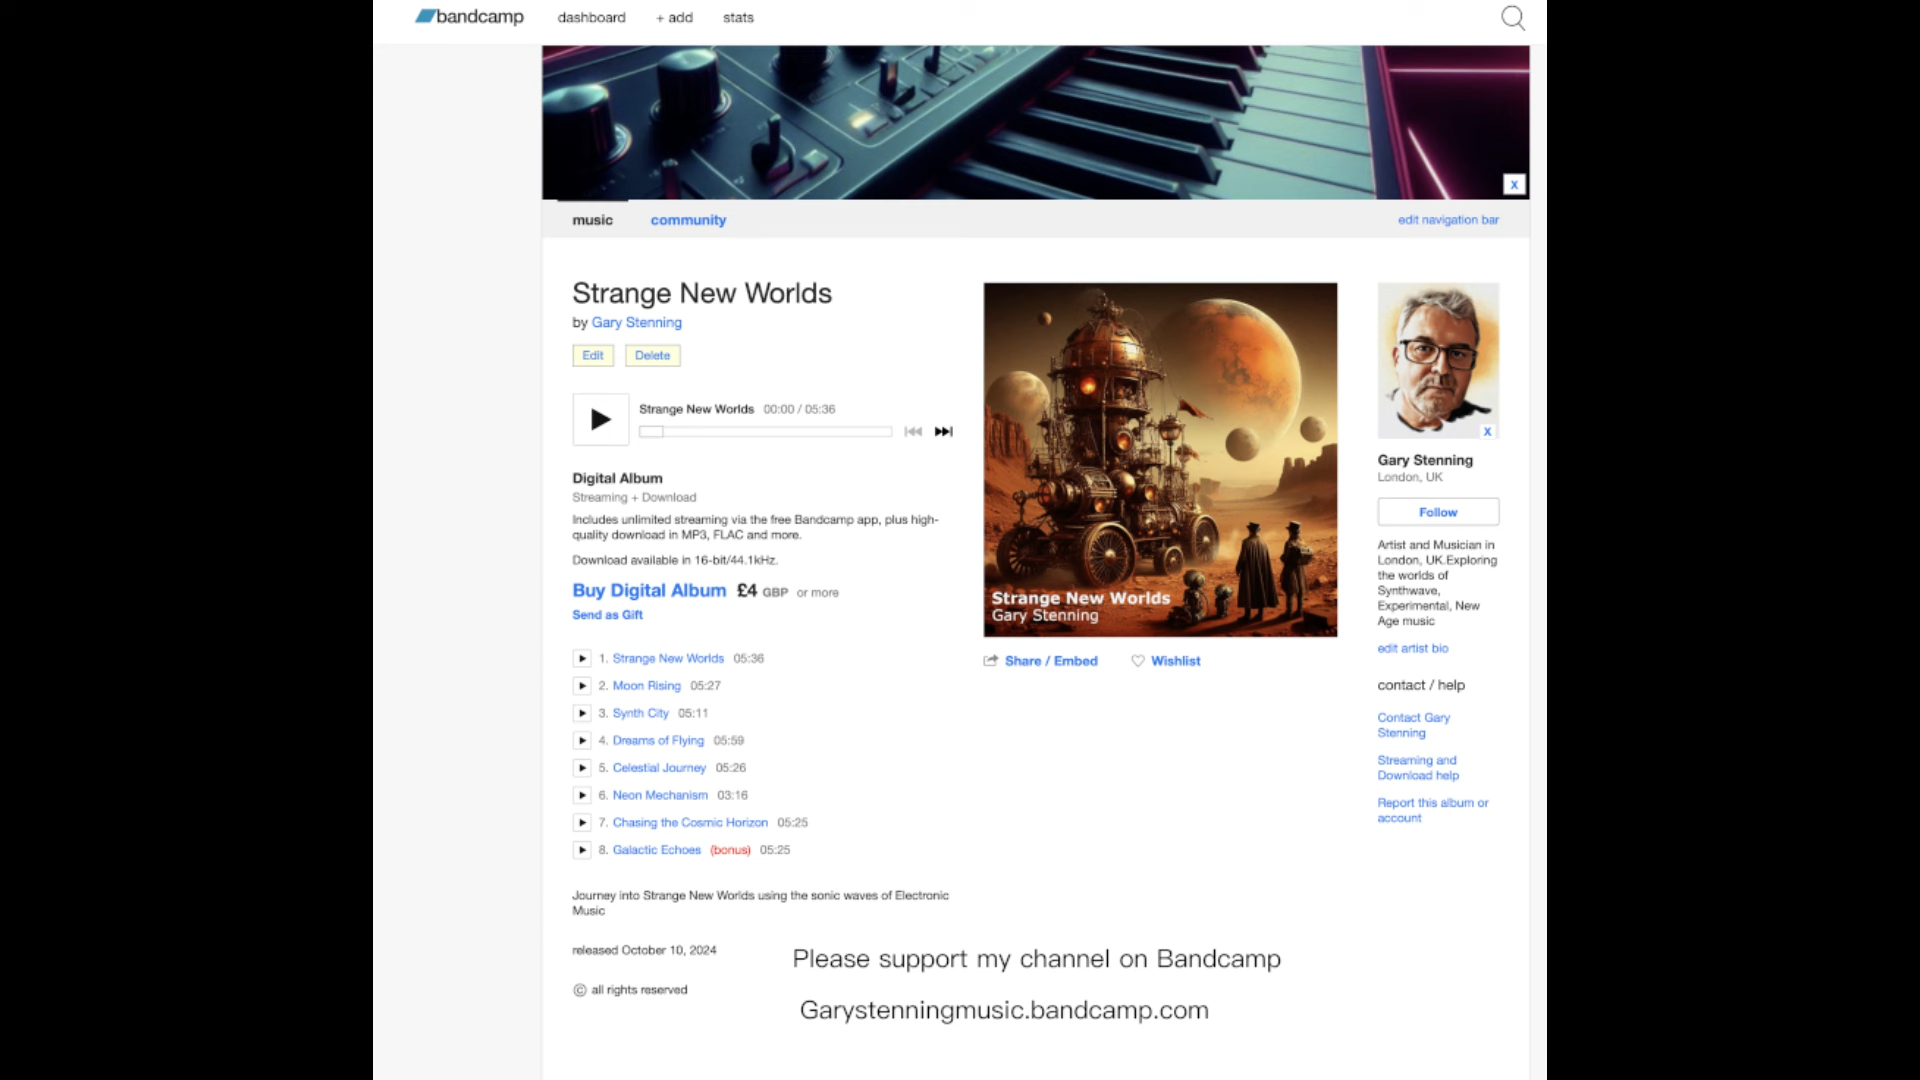 bandcamp dashboard + add stats
X
music community edit navigation bar
Strange New Worlds
by Gary Stenning
Edit Delete
Strange New Worlds 00:00 / 05:36
Digital Album
Streaming + Download
Includes unlimited streaming via the free Bandcamp app, plus high-
quality download in MP3, FLAC and more.
Download available in 16-bit/44.1kHz.
Buy Digital Album £4 GBP or more
Send as Gift
1. Strange New Worlds 05:36
2. Moon Rising 05:27
3. Synth City 05:11
4. Dreams of Flying 05:59
5. Celestial Journey 05:26
6. Neon Mechanism 03:16
7. Chasing the Cosmic Horizon 05:25
8. Galactic Echoes (bonus) 05:25
Journey into Strange New Worlds using the sonic waves of Electronic
Music
released October 10, 2024
© all rights reserved
Strange New Worlds
Gary Stenning
Share / Embed Wishlist
X
Gary Stenning
London, UK
Follow
Artist and Musician in
London, UK.Exploring
the worlds of
Synthwave,
Experimental, New
Age music
edit artist bio
contact / help
Contact Gary
Stenning
Streaming and
Download help
Report this album or
account
Please support my channel on Bandcamp
Garystenningmusic.bandcamp.com